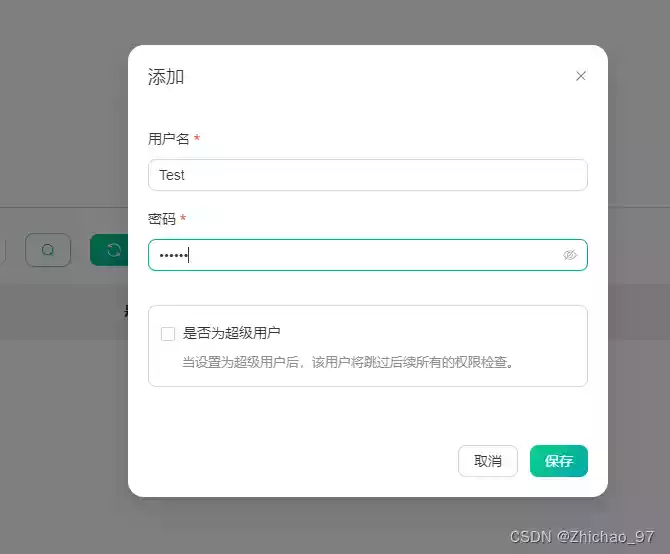 添加
用户名 *
Test
密码 *
••••••
是否为超级用户
当设置为超级用户后，该用户将跳过后续所有的权限检查。
取消
保存
CSDN @Zhichao_97